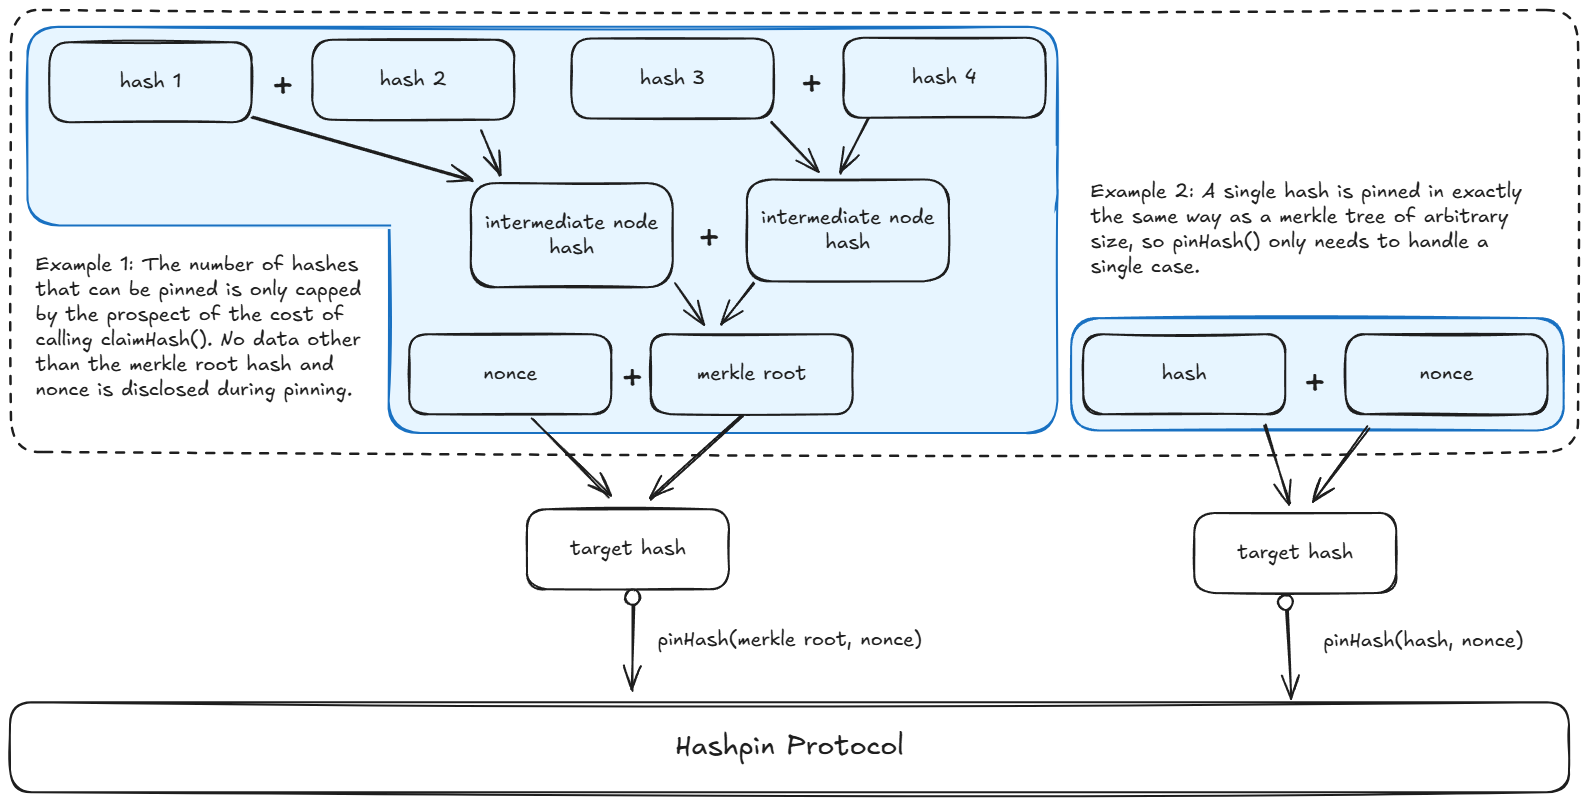 hash 1
+
hash 2
hash 3
+
hash 4
intermediate node
hash
+
intermediate node
hash
Example 1: The number of hashes
that can be pinned is only capped
by the prospect of the cost of
calling claimHash(). No data other
than the merkle root hash and
nonce is disclosed during pinning.
nonce
+
merkle root
target hash
pinHash(merkle root, nonce)
Example 2: A single hash is pinned in exactly
the same way as a merkle tree of arbitrary
size, so pinHash() only needs to handle a
single case.
hash
+
nonce
target hash
pinHash(hash, nonce)
Hashpin Protocol